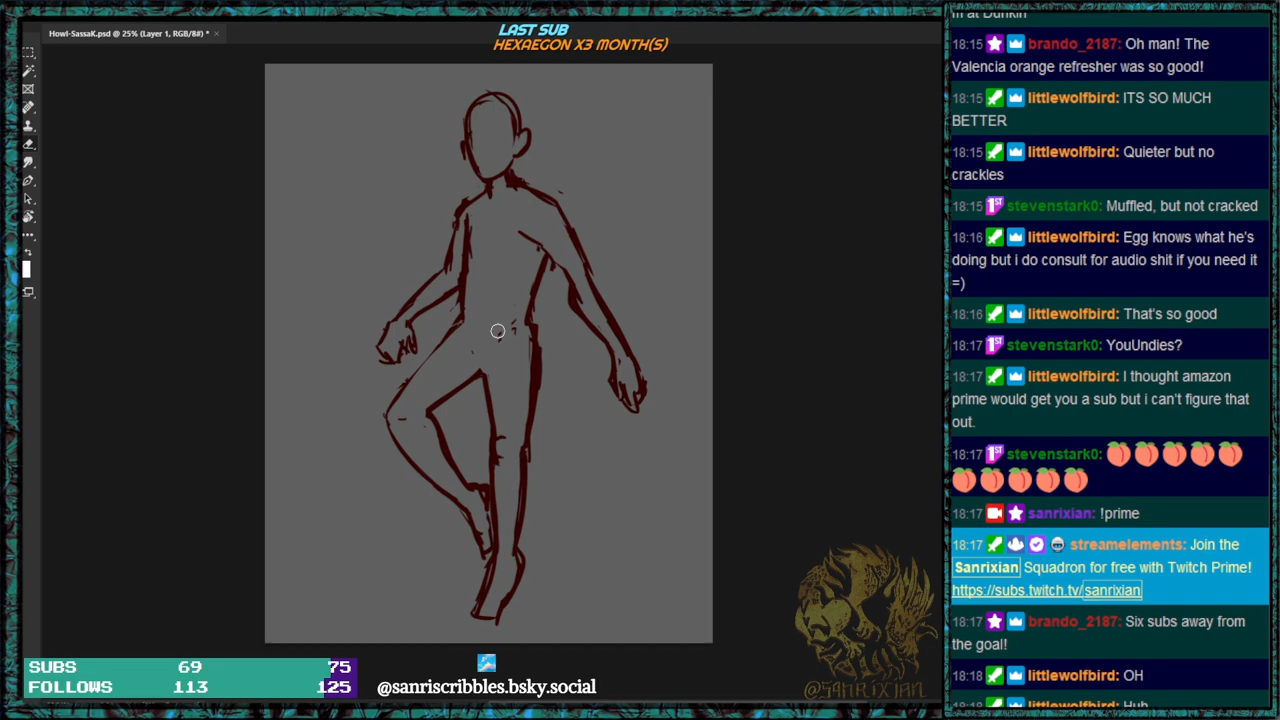 LAST SUB
HEXAEGON X3 MONTH(S)
Howl-SassaK.psd @ 25% (Layer 1, RGB/8#) *
I'm at Dunkin
18:15 brando_2187: Oh man! The
Valencia orange refresher was so good!
18:15 littlewolfbird: ITS SO MUCH
BETTER
18:15 littlewolfbird: Quieter but no
crackles
18:15 stevenstark0: Muffled, but not cracked
18:16 littlewolfbird: Egg knows what he's
doing but i do consult for audio shit if you need it
=)
18:16 littlewolfbird: That's so good
18:17 stevenstark0: YouUndies?
18:17 littlewolfbird: I thought amazon
prime would get you a sub but i can't figure that
out.
18:17 stevenstark0:
18:17 sanrixian: !prime
18:17 streamelements: Join the
Sanrixian Squadron for free with Twitch Prime!
https://subs.twitch.tv/sanrixian
18:17 brando_2187: Six subs away from
the goal!
18:18 littlewolfbird: OH
18:18 littlewolfbird: Huh
SUBS 69 75
FOLLOWS 113 125
@sanriscribbles.bsky.social
@SANRIXIAN